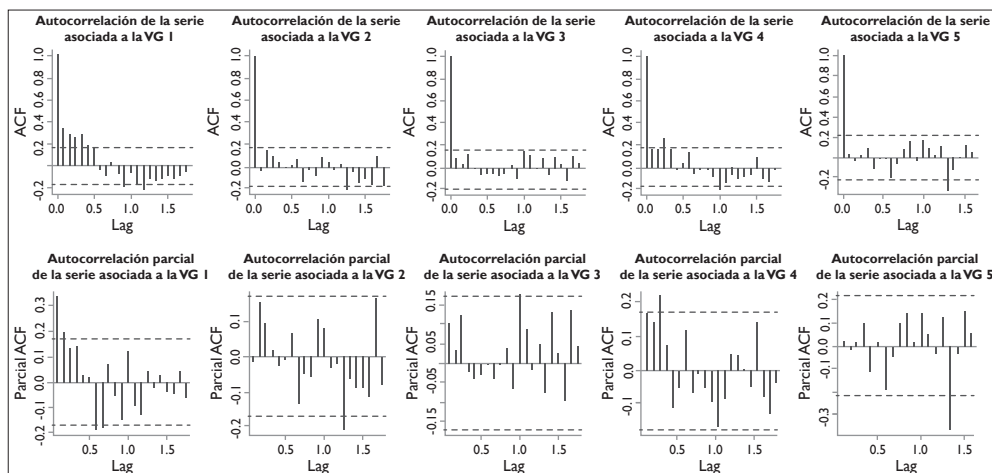 Autocorrelación de la serie
asociada a la VG 1
ACF
1.0
0.8
0.6
0.4
0.2
0.0
-0.2
0.0 0.5 1.0 1.5
Lag
Autocorrelación de la serie
asociada a la VG 2
ACF
1.0
0.8
0.6
0.4
0.2
0.0
-0.2
0.0 0.5 1.0 1.5
Lag
Autocorrelación de la serie
asociada a la VG 3
ACF
1.0
0.8
0.6
0.4
0.2
0.0
-0.2
0.0 0.5 1.0 1.5
Lag
Autocorrelación de la serie
asociada a la VG 4
ACF
1.0
0.8
0.6
0.4
0.2
0.0
-0.2
0.0 0.5 1.0 1.5
Lag
Autocorrelación de la serie
asociada a la VG 5
ACF
1.0
0.8
0.6
0.4
0.2
0
-0.2
0.0 0.5 1.0 1.5
Lag
Autocorrelación parcial
de la serie asociada a la VG 1
Parcial ACF
0.3
0.2
0.1
0.0
-0.1
-0.2
0.5 1.0 1.5
Lag
Autocorrelación parcial
de la serie asociada a la VG 2
Parcial ACF
0.1
0.0
-0.1
-0.2
0.5 1.0 1.5
Lag
Autocorrelación parcial
de la serie asociada a la VG 3
Parcial ACF
0.15
0.05
-0.05
-0.15
0.5 1.0 1.5
Lag
Autocorrelación parcial
de la serie asociada a la VG 4
Parcial ACF
0.2
0.1
0.0
-0.1
0.5 1.0 1.5
Lag
Autocorrelación parcial
de la serie asociada a la VG 5
Parcial ACF
0.2
0.1
0.0
-0.1
-0.3
0.5 1.0 1.5
Lag